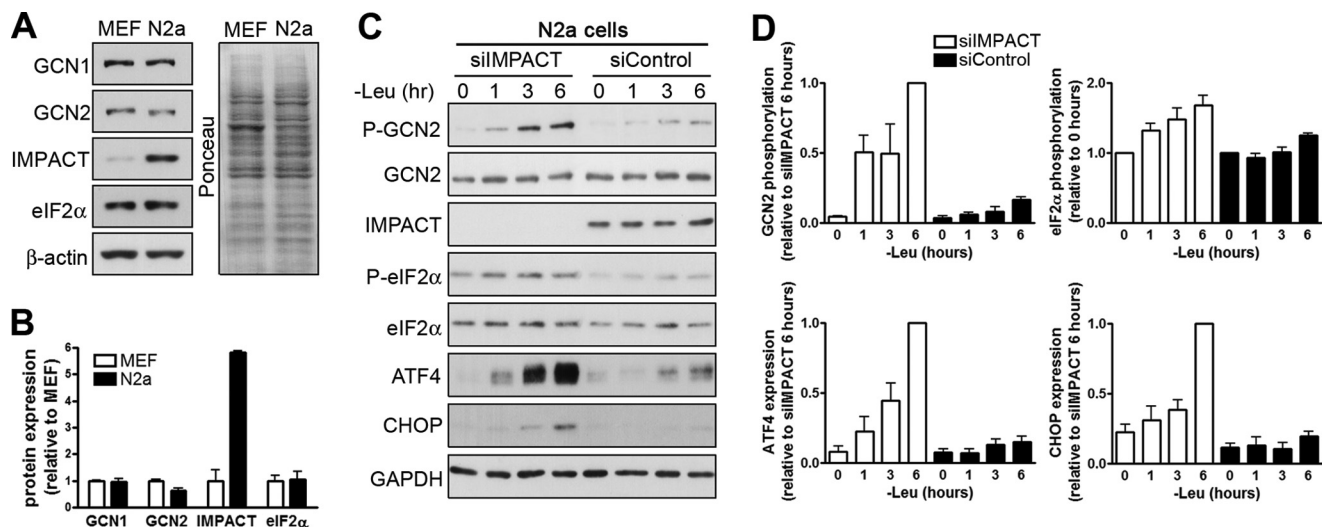 A
MEF N2a
GCN1
GCN2
IMPACT
eIF2α
β-actin
MEF N2a
Ponceau
B
protein expression
(relative to MEF)
6
5
4
3
2
1
0
MEF
N2a
GCN1 GCN2 IMPACT eIF2α
C
N2a cells
siIMPACT siControl
-Leu (hr) 0 1 3 6 0 1 3 6
P-GCN2
GCN2
IMPACT
P-eIF2α
eIF2α
ATF4
CHOP
GAPDH
D
siIMPACT
siControl
GCN2 phosphorylation
(relative to siIMPACT 6 hours)
1.0
0.5
0.0
0 1 3 6 0 1 3 6
-Leu (hours)
eIF2α phosphorylation
(relative to 0 hours)
2.0
1.0
0.0
0 1 3 6 0 1 3 6
-Leu (hours)
ATF4 expression
(relative to siIMPACT 6 hours)
1.0
0.5
0.0
0 1 3 6 0 1 3 6
-Leu (hours)
CHOP expression
(relative to siIMPACT 6 hours)
1.0
0.5
0.0
0 1 3 6 0 1 3 6
-Leu (hours)